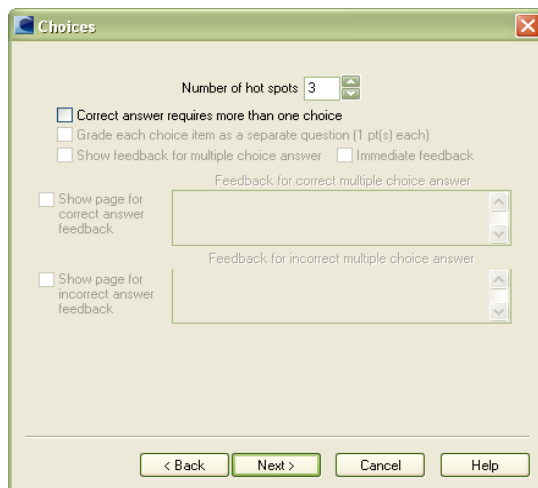 Choices
Number of hot spots 3
Correct answer requires more than one choice
Grade each choice item as a separate question (1 pt(s) each)
Show feedback for multiple choice answer Immediate feedback
Feedback for correct multiple choice answer
Show page for
correct answer
feedback
Feedback for incorrect multiple choice answer
Show page for
incorrect answer
feedback
< Back Next > Cancel Help